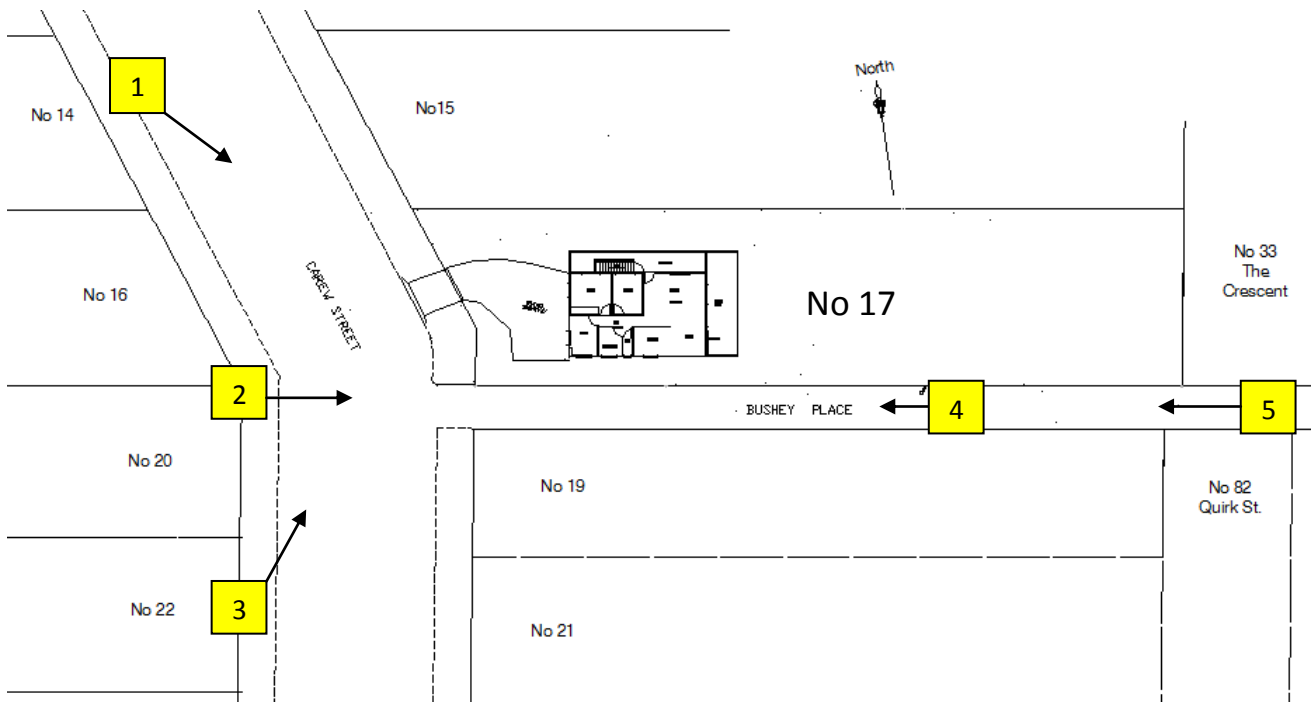 1
North
No 14
No15
No 33
The
Crescent
No 16
CAREW STREET
No 17
2
BUSHEY PLACE
4
5
No 20
No 19
No 82
Quirk St.
3
No 22
No 21